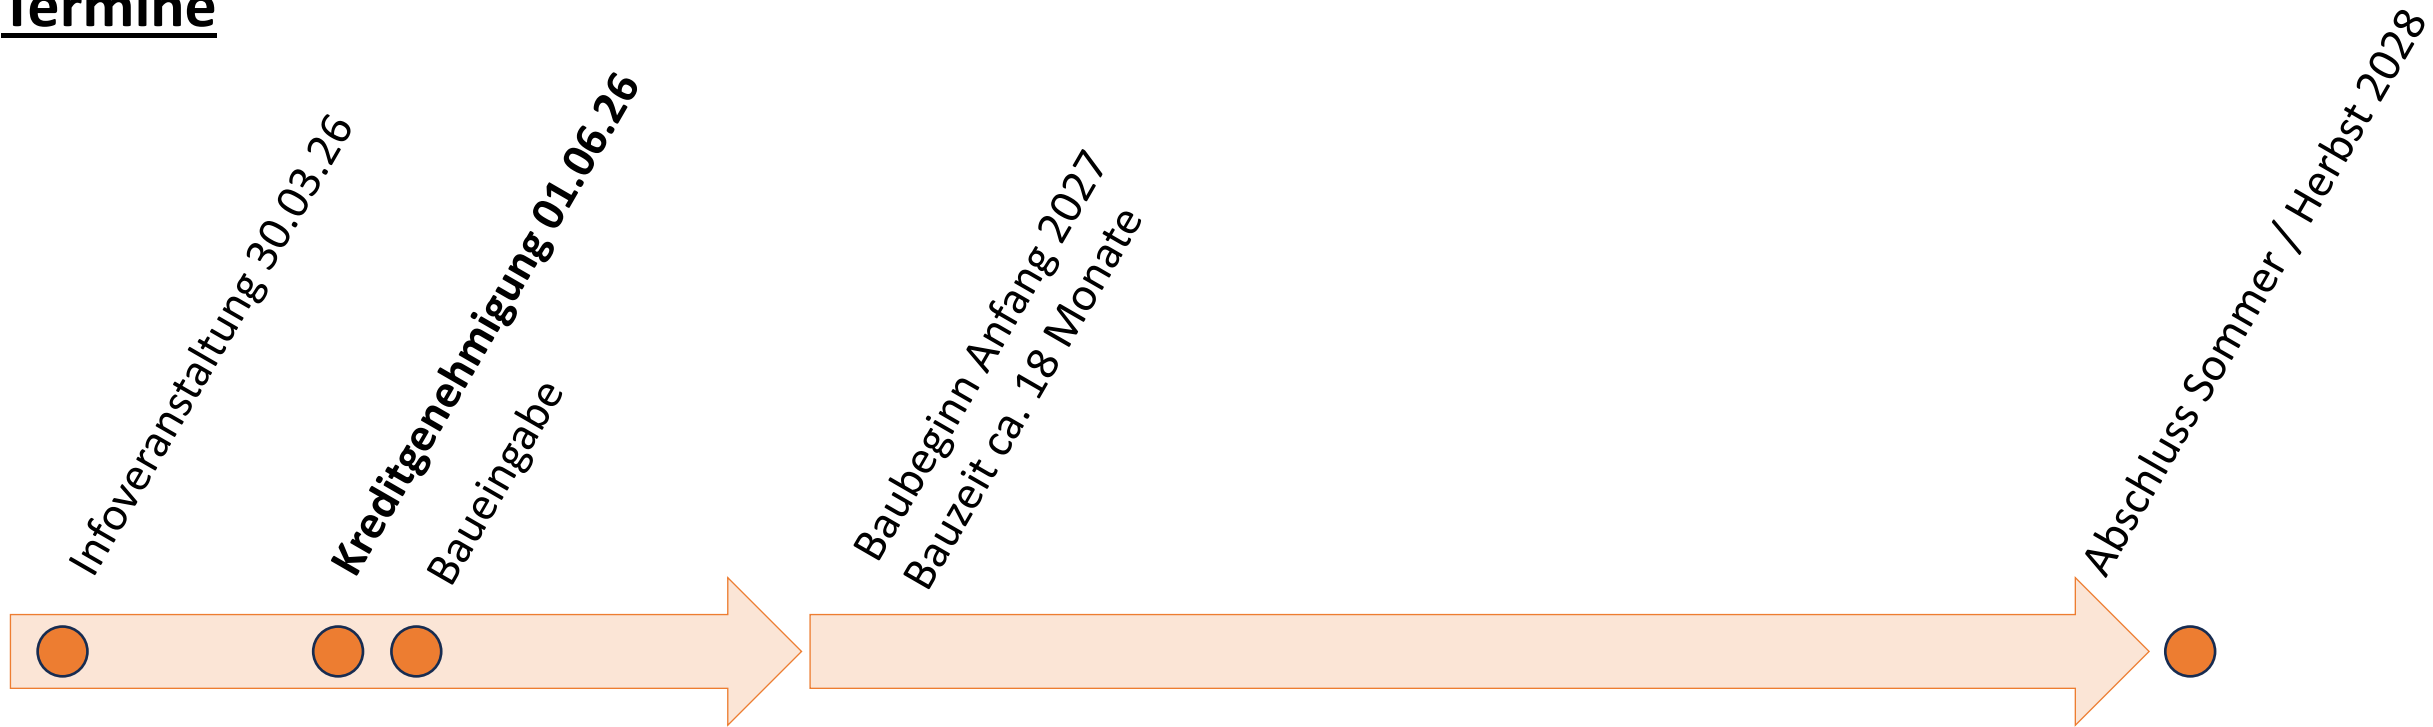 Termine
Infoveranstaltung 30.03.26
Kreditgenehmigung 01.06.26
Baueingabe
Baubeginn Anfang 2027
Bauzeit ca. 18 Monate
Abschluss Sommer / Herbst 2028